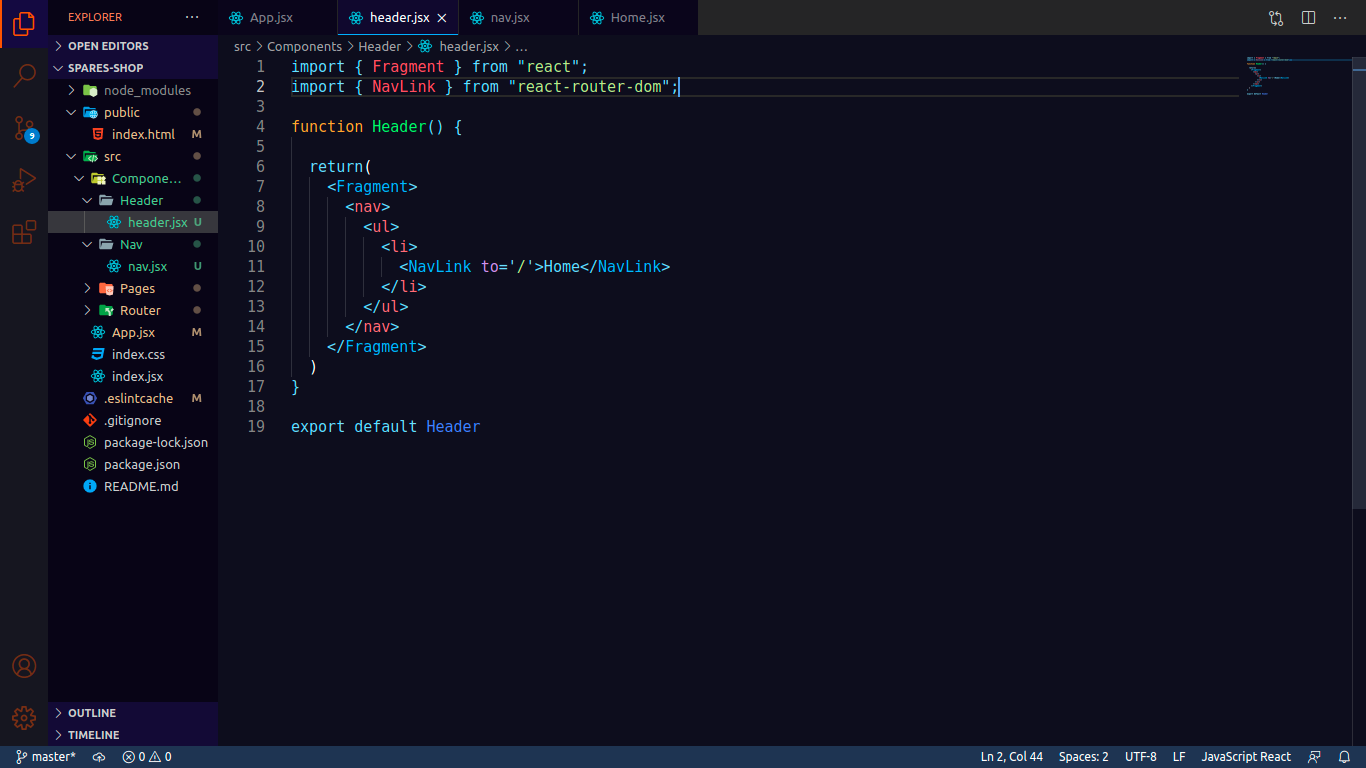 EXPLORER ...
App.jsx
header.jsx
nav.jsx
Home.jsx
OPEN EDITORS
SPARES-SHOP
node_modules
public
index.html M
src
Compone...
Header
header.jsx U
Nav
nav.jsx U
Pages
Router
App.jsx M
index.css
index.jsx
.eslintcache M
.gitignore
package-lock.json
package.json
README.md
OUTLINE
TIMELINE
9
src > Components > Header > header.jsx > ...
1 import { Fragment } from "react";
2 import { NavLink } from "react-router-dom";
3
4 function Header() {
5
6 return(
7 <Fragment>
8 <nav>
9 <ul>
10 <li>
11 <NavLink to='/'>Home</NavLink>
12 </li>
13 </ul>
14 </nav>
15 </Fragment>
16 )
17 }
18
19 export default Header
master* 0 0 Ln 2, Col 44 Spaces: 2 UTF-8 LF JavaScript React